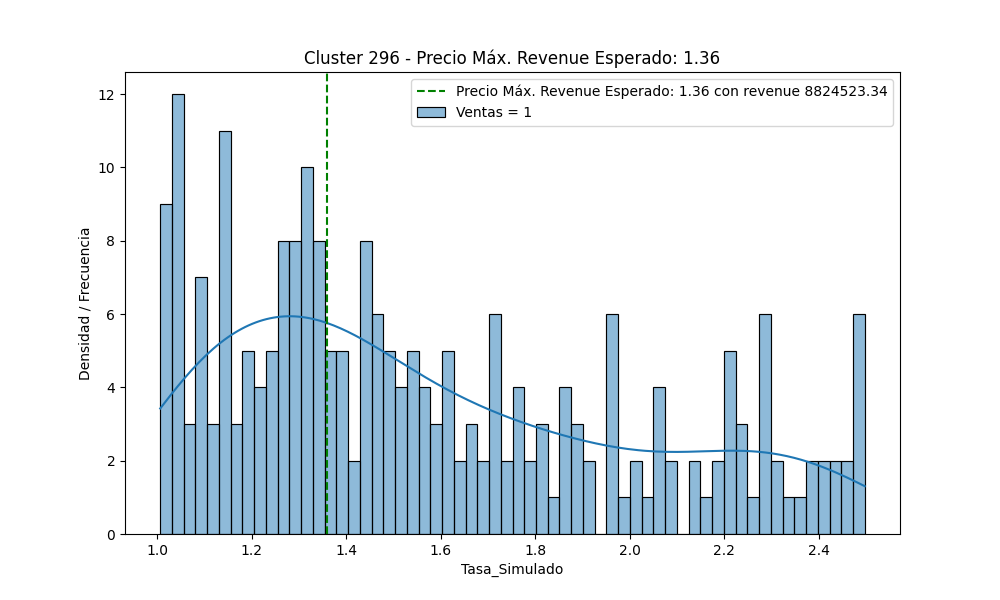 Cluster 296 - Precio Máx. Revenue Esperado: 1.36
Precio Máx. Revenue Esperado: 1.36 con revenue 8824523.34
Ventas = 1
12
10
8
6
4
2
0
Densidad / Frecuencia
1.0 1.2 1.4 1.6 1.8 2.0 2.2 2.4
Tasa_Simulado